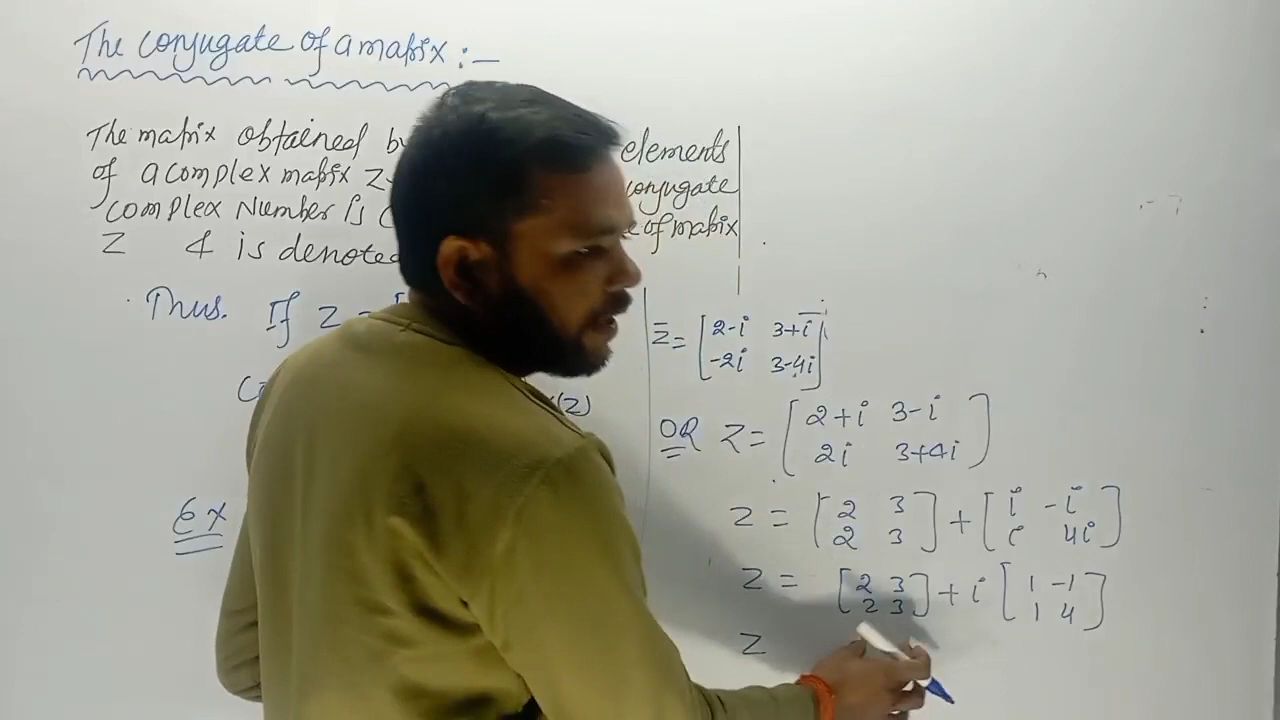 The conjugate of a matrix :-
The matrix obtained by elements
of a complex matrix Z conjugate
complex Number is of matrix
Z & is denoted
Thus. If Z = [
(Z)
Ex
Z̄ = [2-i 3+i
-2i 3-4i]
OR Z = [2+i 3-i
2i 3+4i]
Z = [2 3
2 3] + [i -i
i 4i]
Z = [2 3
2 3] + i [1 -1
1 4]
Z